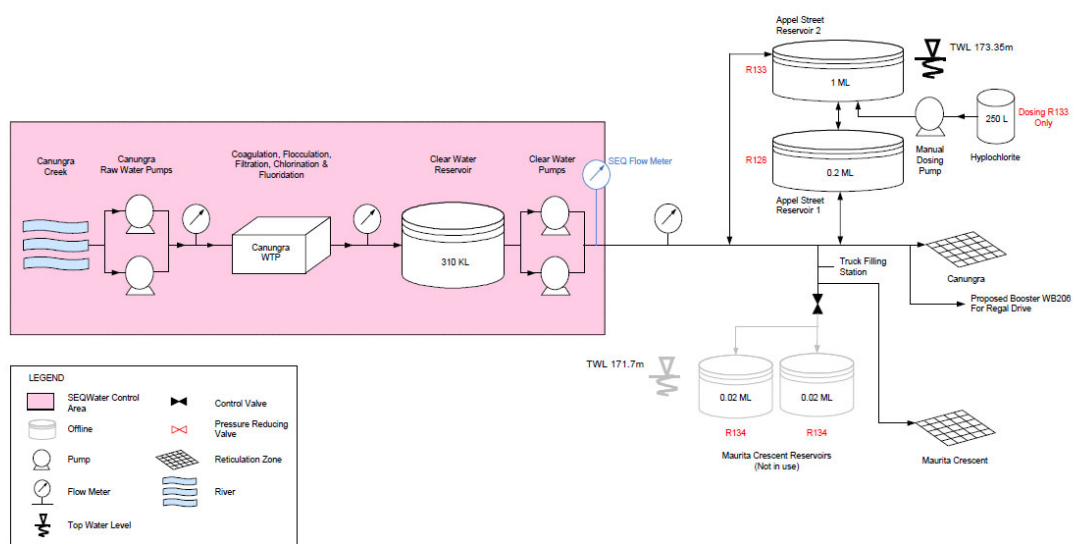 Appel Street
Reservoir 2
TWL 173.35m
R133
1 ML
250 L
Dosing R133
Only
Manual
Dosing
Pump
Hyplochlorite
R128
0.2 ML
Appel Street
Reservoir 1
Canungra
Creek
Canungra
Raw Water Pumps
Coagulation, Flocculation,
Filtration, Chlorination &
Fluoridation
Clear Water
Reservoir
Clear Water
Pumps
SEQ Flow Meter
Canungra
WTP
310 KL
Truck Filling
Station
Canungra
Proposed Booster WB206
For Regal Drive
TWL 171.7m
0.02 ML
0.02 ML
R134
R134
Maurita Crescent Reservoirs
(Not in use)
Maurita Crescent
LEGEND
SEQWater Control
Area
Control Valve
Offline
Pressure Reducing
Valve
Pump
Reticulation Zone
Flow Meter
River
Top Water Level